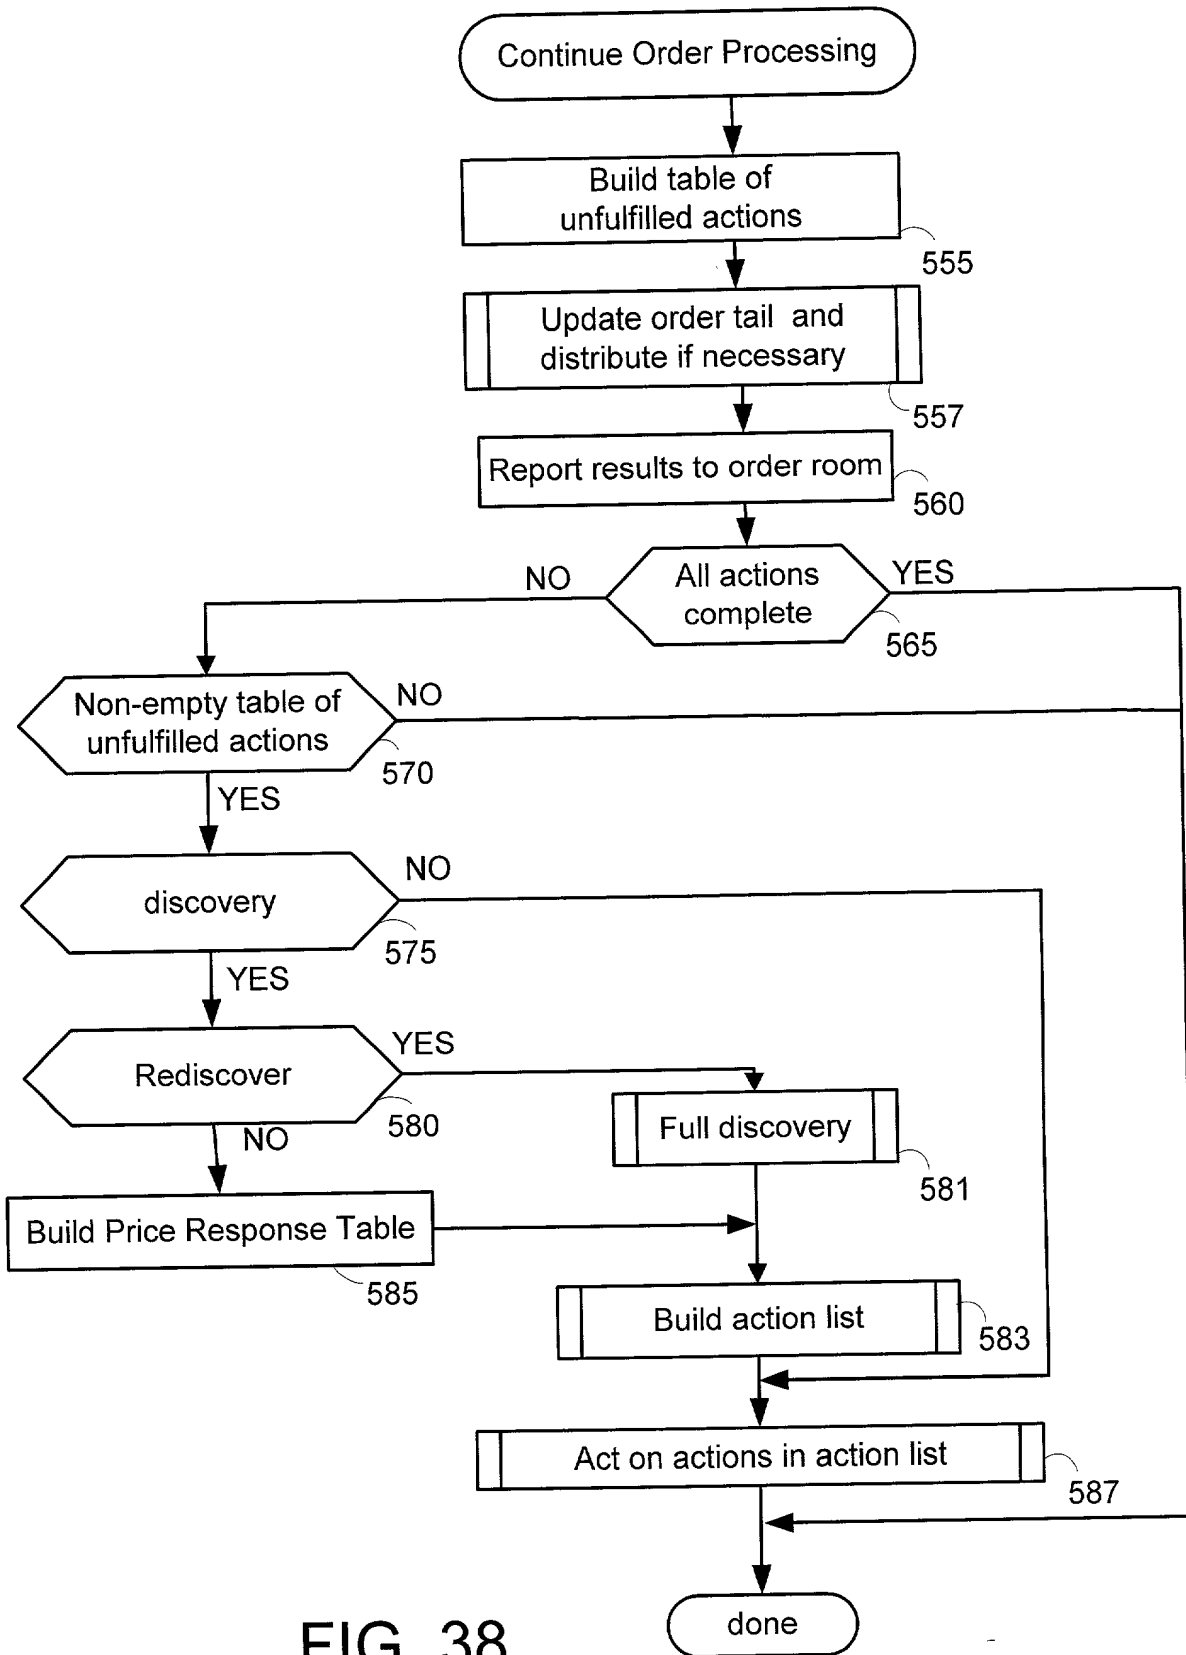 Continue Order Processing
Build table of
unfulfilled actions
555
Update order tail and
distribute if necessary
557
Report results to order room
560
All actions
complete
NO
YES
565
Non-empty table of
unfulfilled actions
NO
570
YES
discovery
NO
575
YES
Rediscover
YES
580
NO
Full discovery
581
Build Price Response Table
585
Build action list
583
Act on actions in action list
587
done
FIG. 38